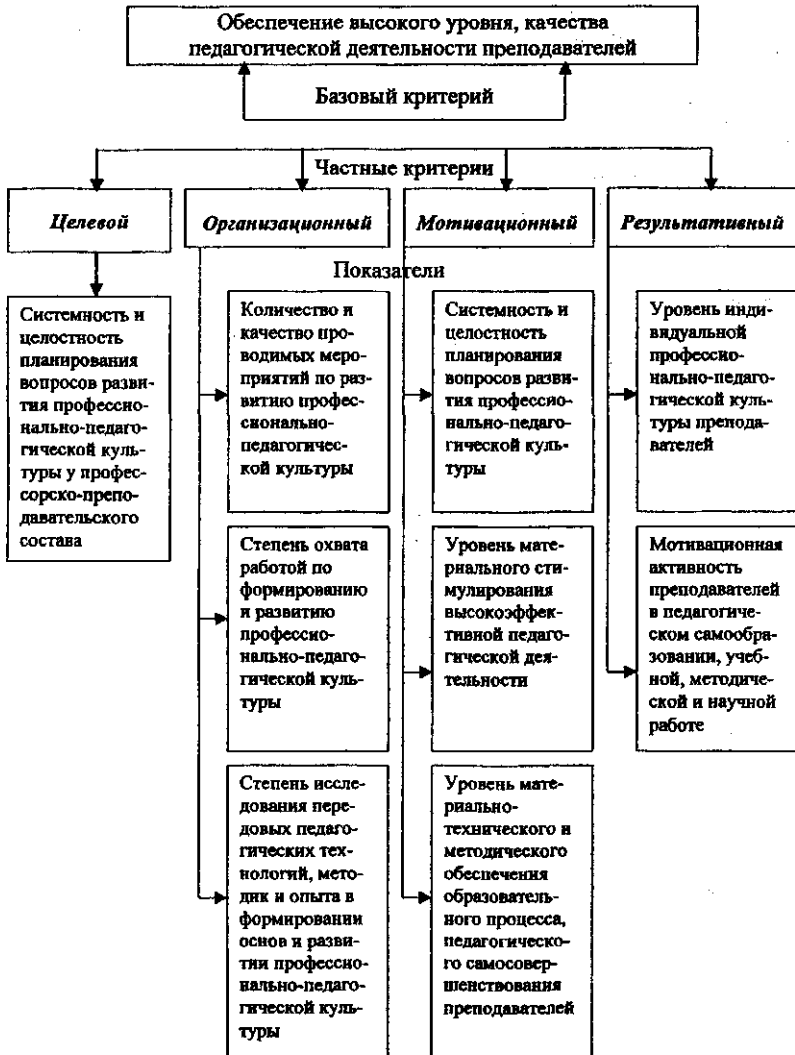 Обеспечение высокого уровня, качества
педагогической деятельности преподавателей
Базовый критерий
Частные критерии
Целевой
Организационный
Мотивационный
Результативный
Показатели
Системность и
целостность
планирования
вопросов разви-
тия профессио-
нально-педаго-
гической куль-
туры у профес-
сорско-препо-
давательского
состава
Количество и
качество про-
водимых меро-
приятий по раз-
витию профес-
сионально-
педагогичес-
кой культуры
Степень охвата
работой по
формированию
и развитию
профессио-
нально-педаго-
гической куль-
туры
Степень иссле-
дования пере-
довых педаго-
гических тех-
нологий, мето-
дик и опыта в
формировании
основ и разви-
тии профессио-
нально-педаго-
гической куль-
туры
Системность и
целостность
планирования
вопросов разви-
тия профессио-
нально-педаго-
гической куль-
туры
Уровень мате-
риального сти-
мулирования
высокоэффек-
тивной педаго-
гической дея-
тельности
Уровень мате-
риально-
технического и
методического
обеспечения
образователь-
ного процесса,
педагогическо-
го самосовер-
шенствования
преподавателей
Уровень инди-
видуальной
профессио-
нально-педаго-
гической куль-
туры препода-
вателей
Мотивационная
активность
преподавателей
в педагогиче-
ском самообра-
зовании, учеб-
ной, методиче-
ской и научной
работе